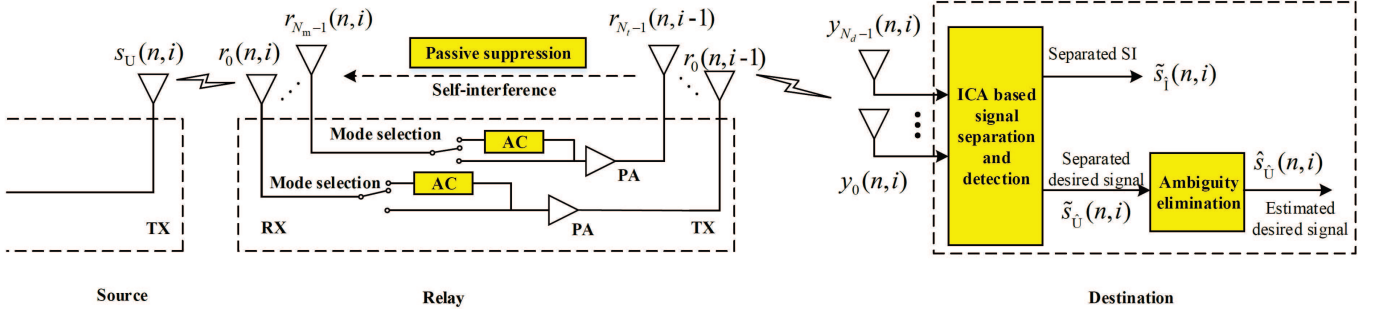 s_U(n,i)
r_0(n,i)
r_{N_m−1}(n,i)
Passive suppression
Self-interference
r_{N_t−1}(n,i-1)
r_0(n,i-1)
Mode selection
AC
PA
Mode selection
AC
PA
TX
RX
TX
y_{N_d−1}(n,i)
y_0(n,i)
ICA based
signal
separation
and
detection
Separated SI
s̃_Î(n,i)
Separated
desired signal
s̃_Û(n,i)
Ambiguity
elimination
ŝ_Û(n,i)
Estimated
desired signal
Source
Relay
Destination